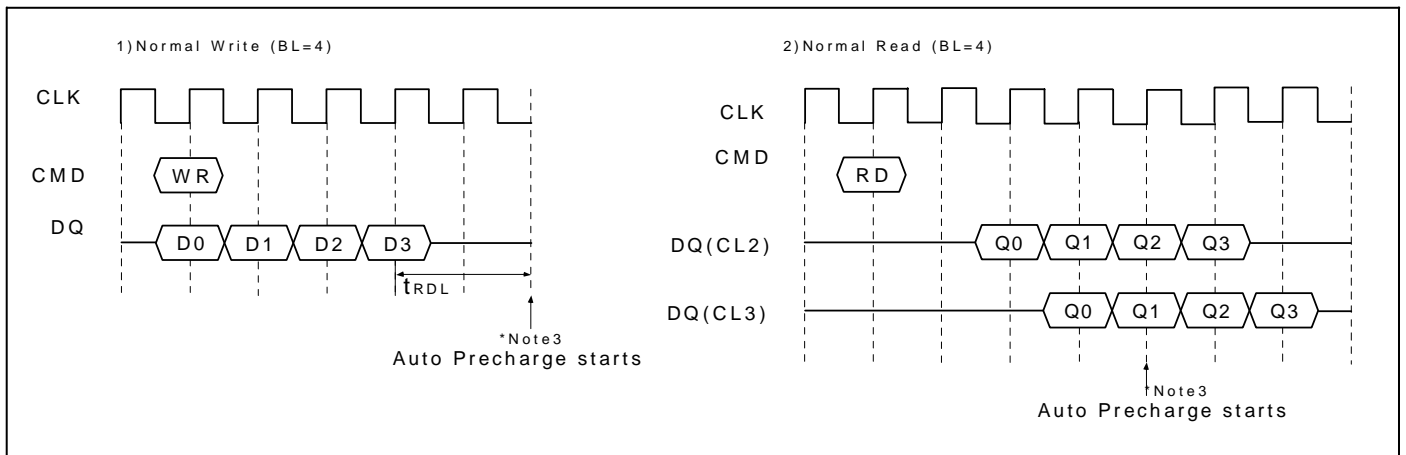 1)Normal Write (BL=4)
CLK
CMD
WR
DQ
D0 D1 D2 D3
tRDL
*Note3
Auto Precharge starts
2)Normal Read (BL=4)
CLK
CMD
RD
DQ(CL2)
Q0 Q1 Q2 Q3
DQ(CL3)
Q0 Q1 Q2 Q3
*Note3
Auto Precharge starts